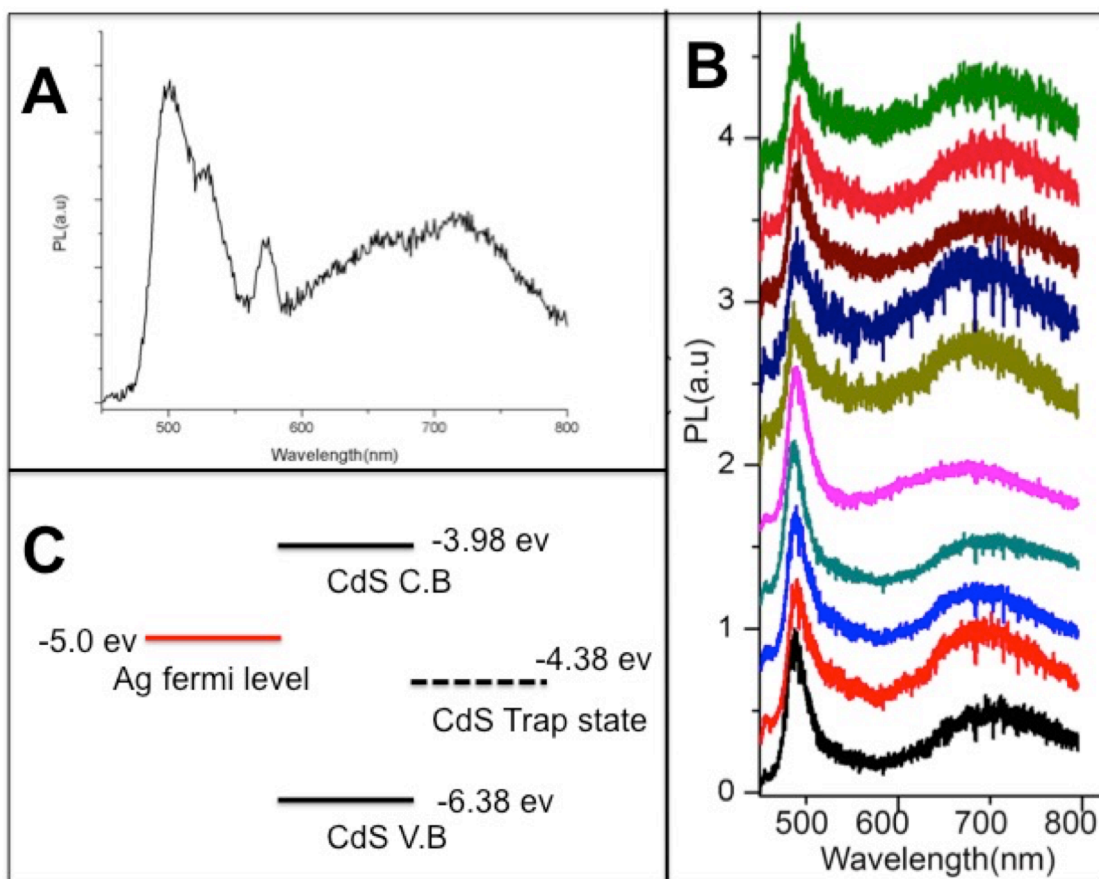 A
PL(a.u)
500
600
700
800
Wavelength(nm)
B
4
3
2
1
0
PL(a.u)
500
600
700
800
Wavelength(nm)
C
-3.98 ev
CdS C.B
-5.0 ev
Ag fermi level
-4.38 ev
CdS Trap state
-6.38 ev
CdS V.B